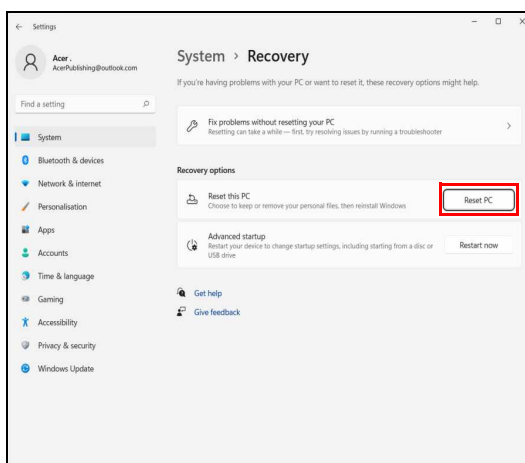 Settings
Acer .
AcerPublishing@outlook.com
Find a setting
System
Bluetooth & devices
Network & internet
Personalisation
Apps
Accounts
Time & language
Gaming
Accessibility
Privacy & security
Windows Update
System > Recovery
If you're having problems with your PC or want to reset it, these recovery options might help.
Fix problems without resetting your PC
Resetting can take a while — first, try resolving issues by running a troubleshooter
Recovery options
Reset this PC
Choose to keep or remove your personal files, then reinstall Windows
Reset PC
Advanced startup
Restart your device to change startup settings, including starting from a disc or
USB drive
Restart now
Get help
Give feedback